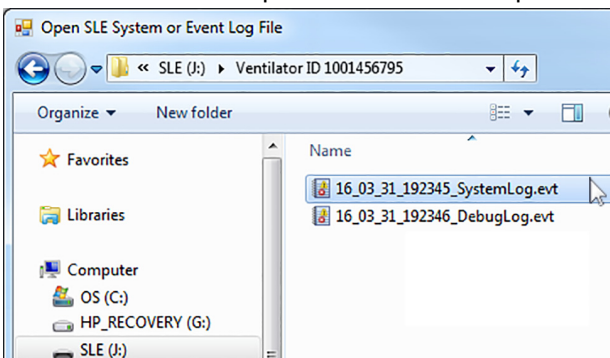 Open SLE System or Event Log File
« SLE (J:) ▸ Ventilator ID 1001456795
Organize ▾ New folder
Favorites
Libraries
Computer
OS (C:)
HP_RECOVERY (G:)
SLE (J:)
Name
16_03_31_192345_SystemLog.evt
16_03_31_192346_DebugLog.evt